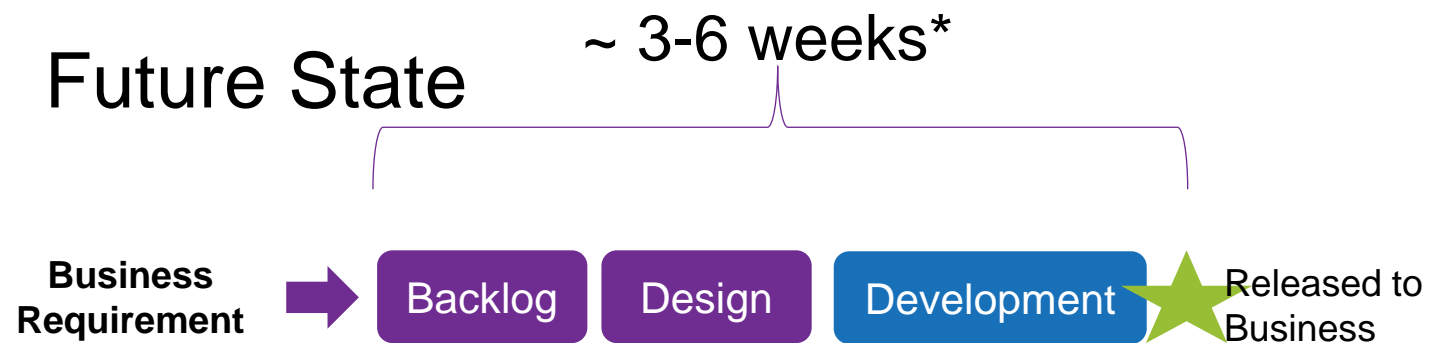 ~ 3-6 weeks*
Future State
Business
Requirement
Backlog
Design
Development
Released to
Business